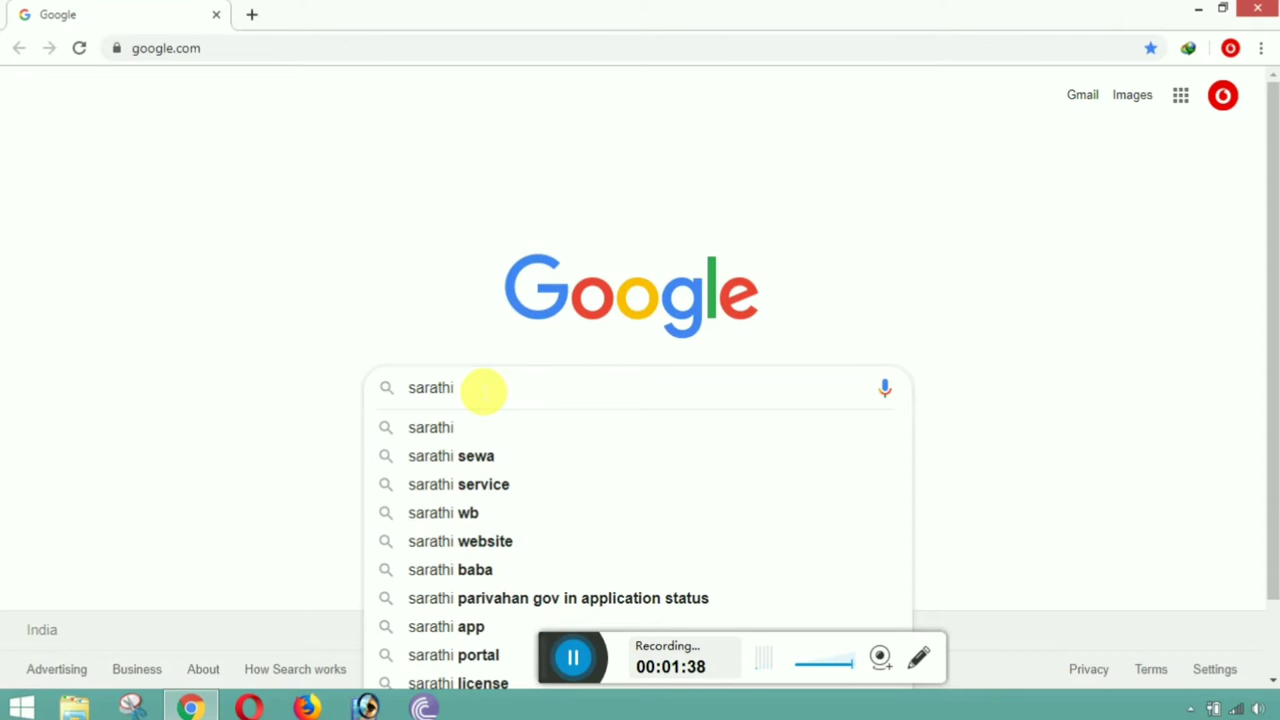 Google
google.com
Gmail Images
Google
sarathi
sarathi
sarathi sewa
sarathi service
sarathi wb
sarathi website
sarathi baba
sarathi parivahan gov in application status
sarathi app
sarathi portal
sarathi license
Recording...
00:01:38
India
Advertising Business About How Search works Privacy Terms Settings